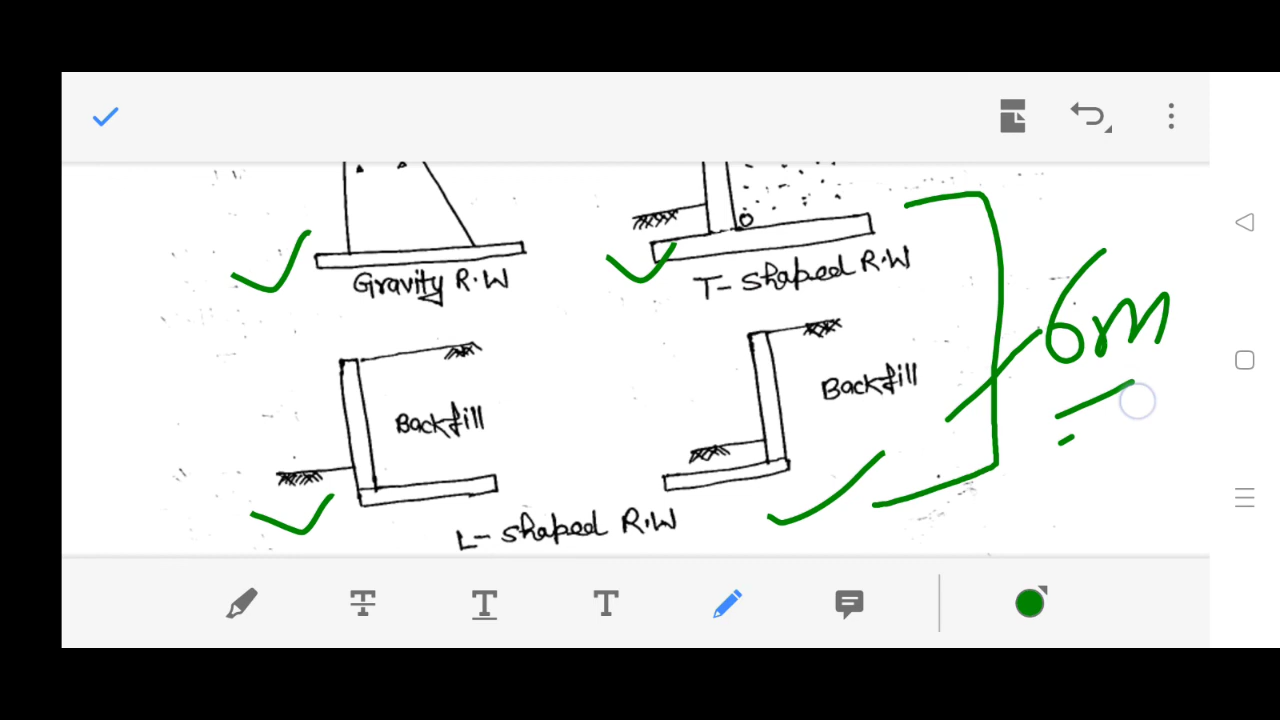 Gravity R.W
T- shaped R.W
6m
Backfill
Backfill
L- shaped R.W